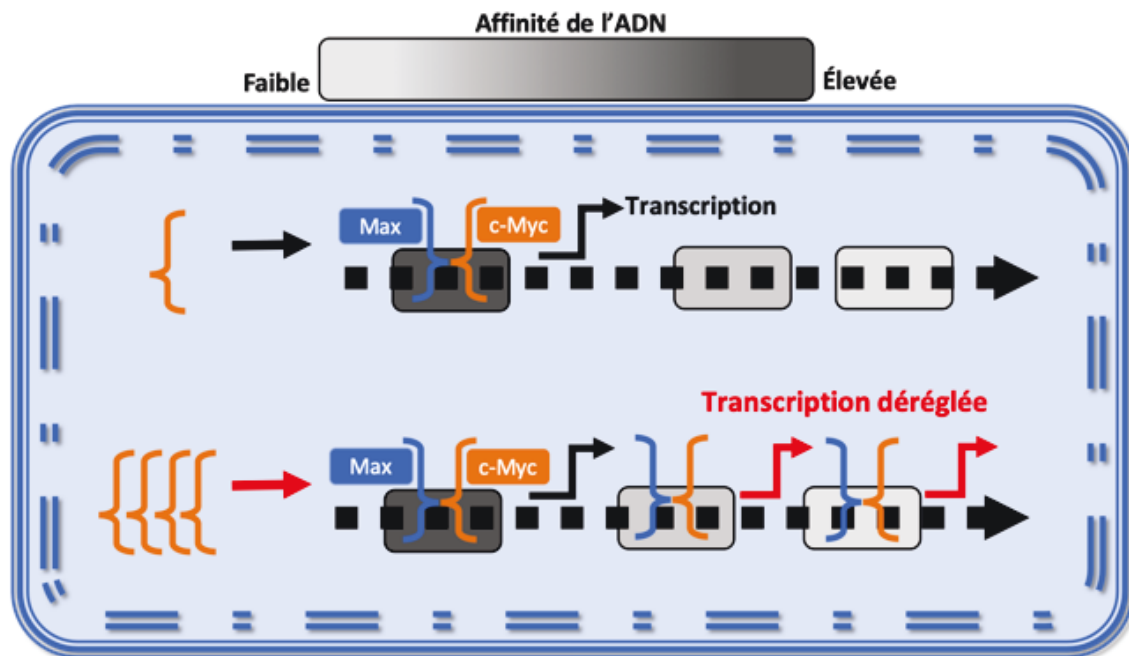 Affinité de l'ADN
Faible
Élevée
Max
c-Myc
Transcription
Transcription déréglée
Max
c-Myc